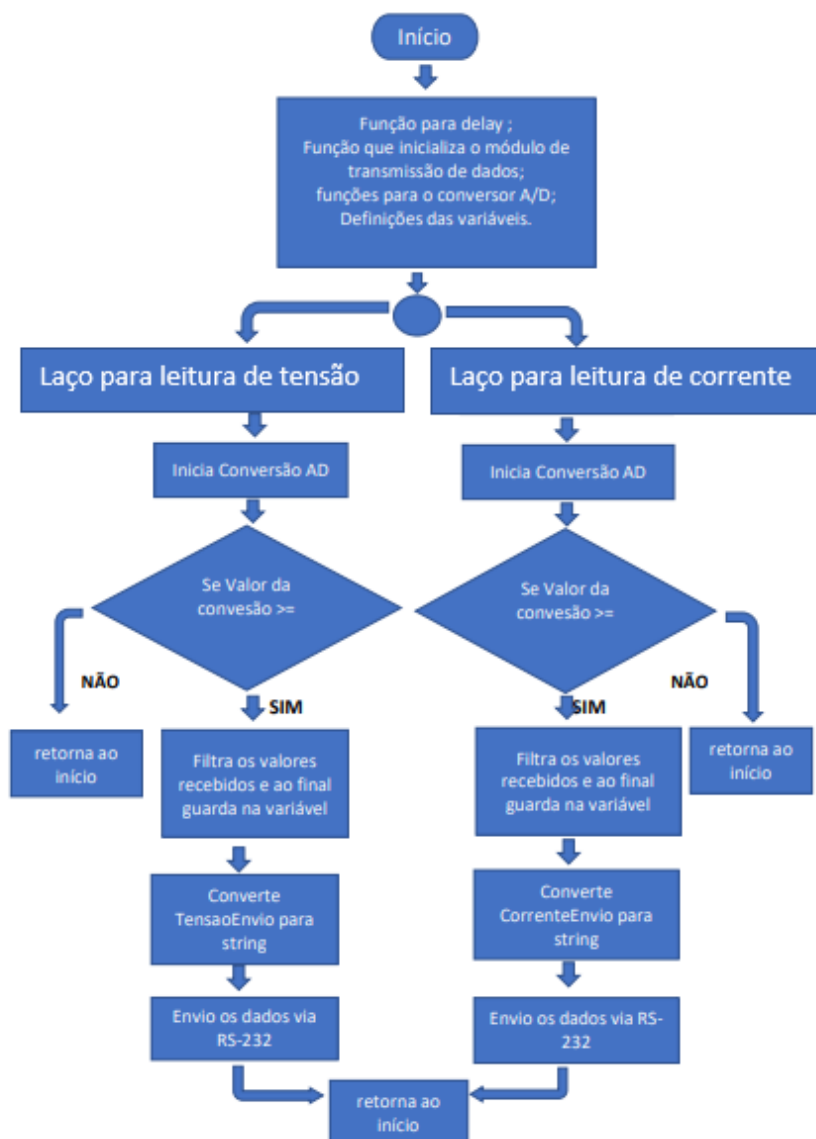 Início
Função para delay ;
Função que inicializa o módulo de
transmissão de dados;
funções para o conversor A/D;
Definições das variáveis.
Laço para leitura de tensão
Inicia Conversão AD
Se Valor da
convesão >=
NÃO
SIM
retorna ao
início
Filtra os valores
recebidos e ao final
guarda na variável
Converte
TensaoEnvio para
string
Envio os dados via
RS-232
Laço para leitura de corrente
Inicia Conversão AD
Se Valor da
convesão >=
SIM
NÃO
retorna ao
início
Filtra os valores
recebidos e ao final
guarda na variável
Converte
CorrenteEnvio para
string
Envio os dados via RS-
232
retorna ao
início